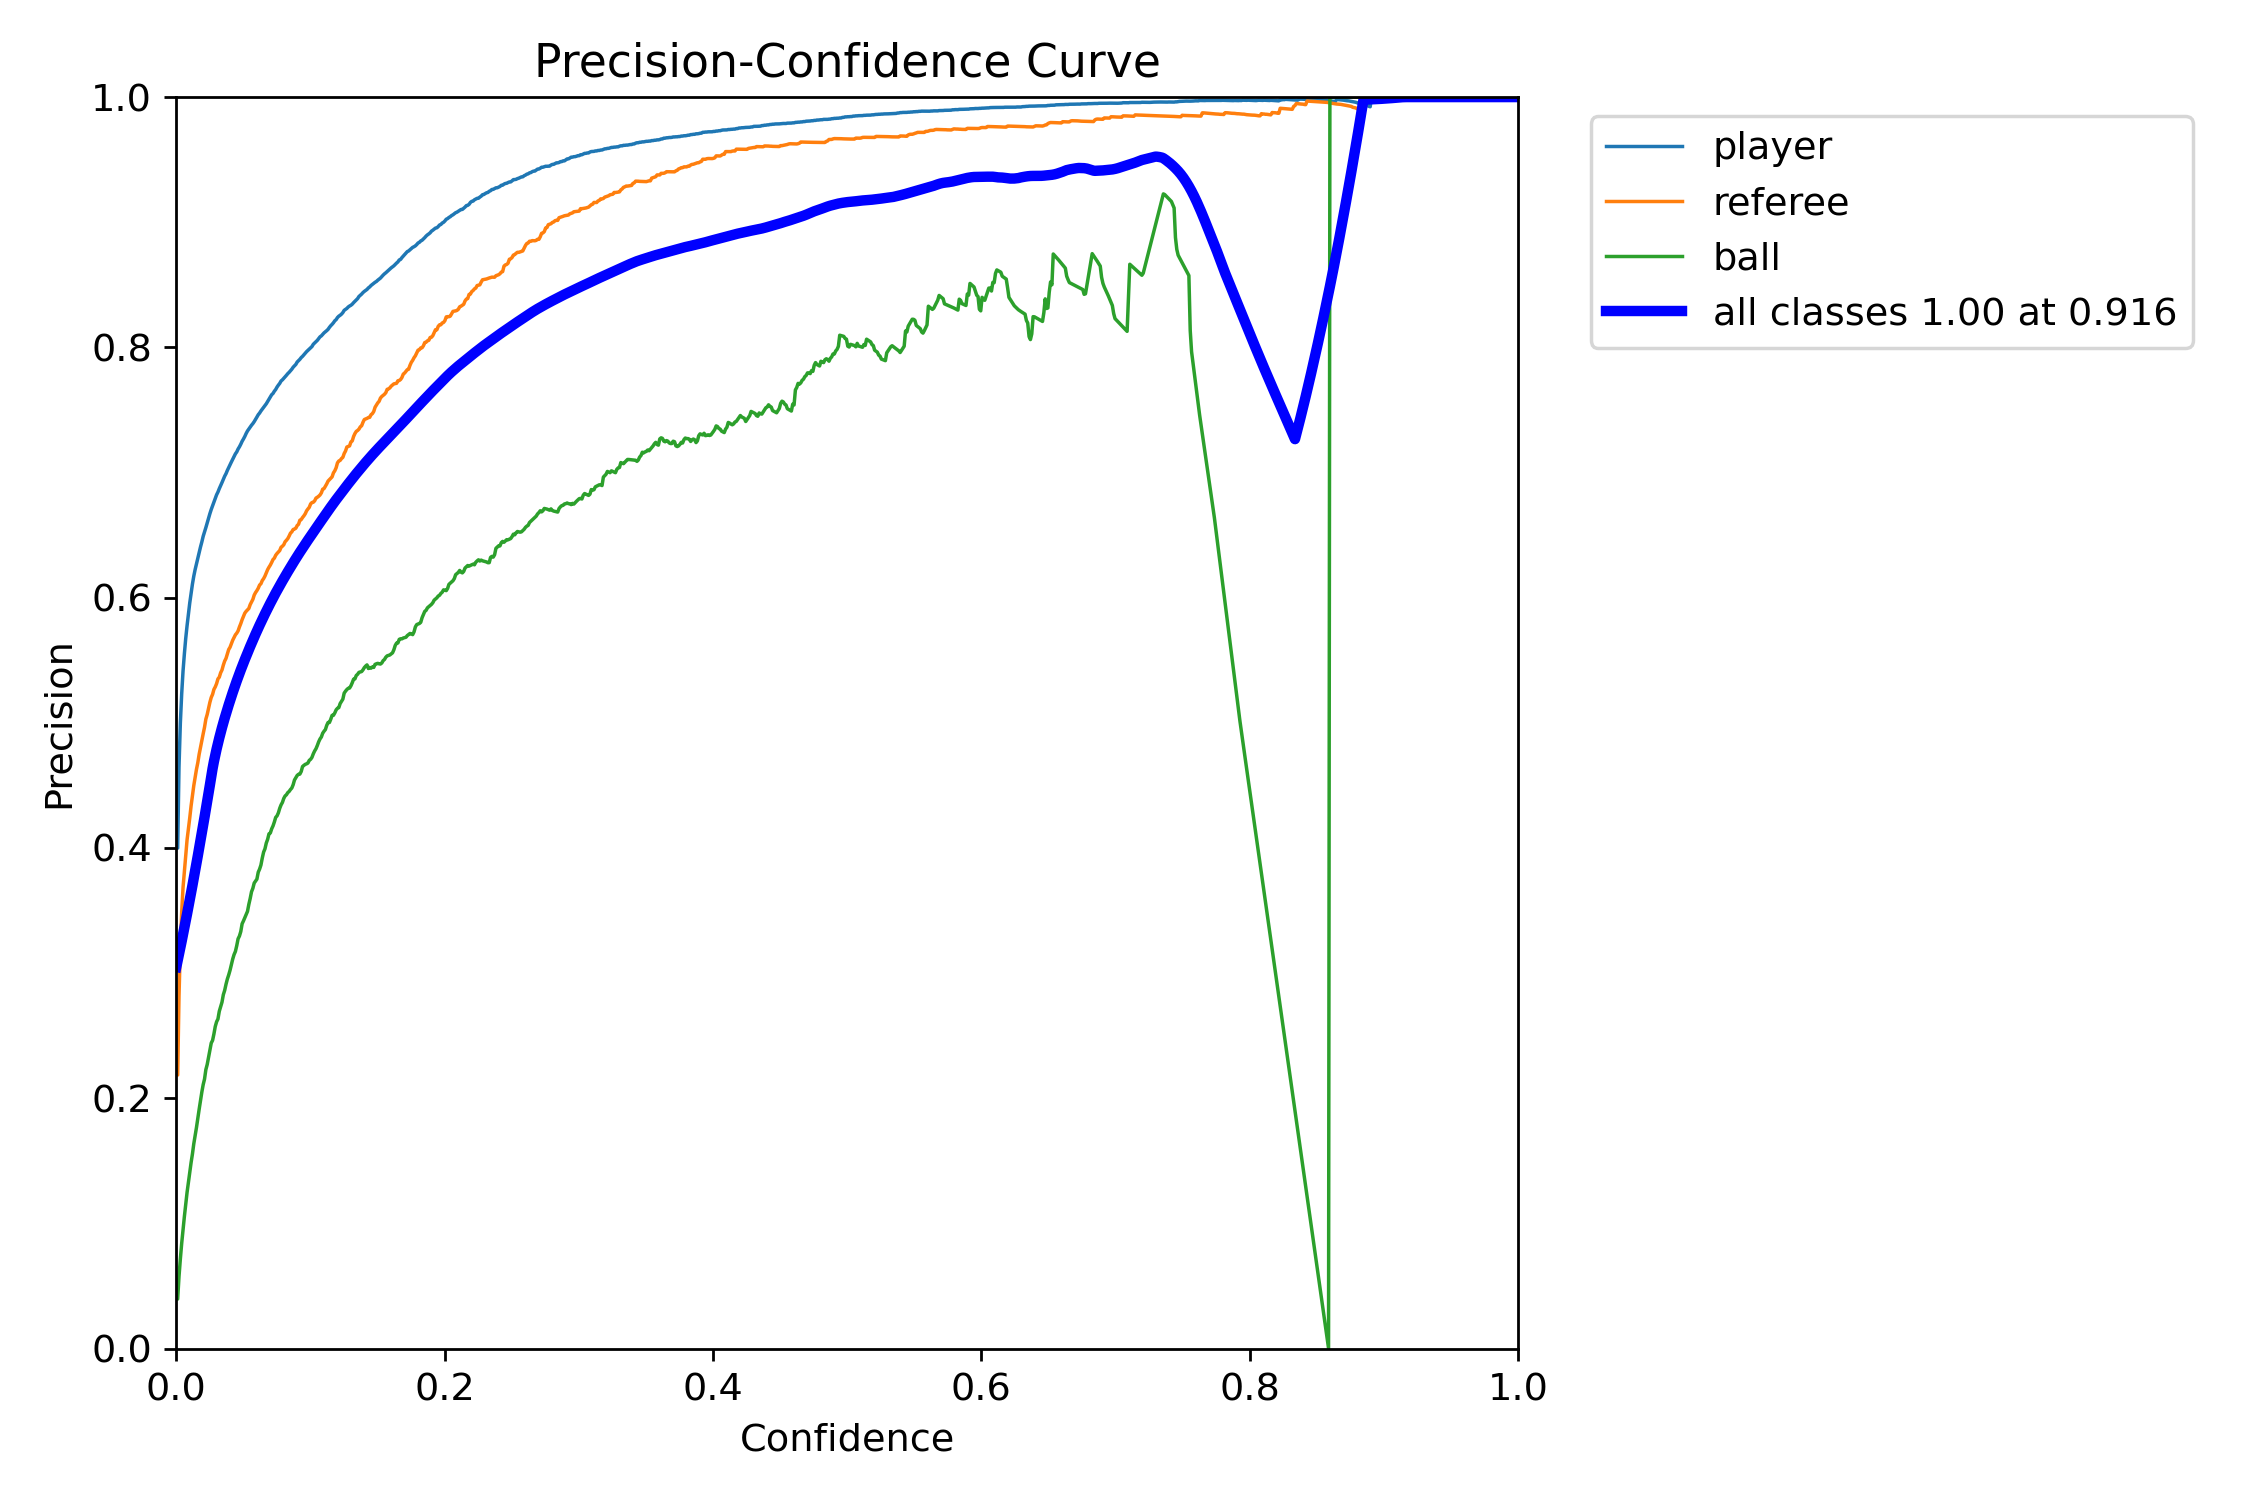 Precision-Confidence Curve
1.0
0.8
0.6
0.4
0.2
0.0
Precision
0.0 0.2 0.4 0.6 0.8 1.0
Confidence
player
referee
ball
all classes 1.00 at 0.916